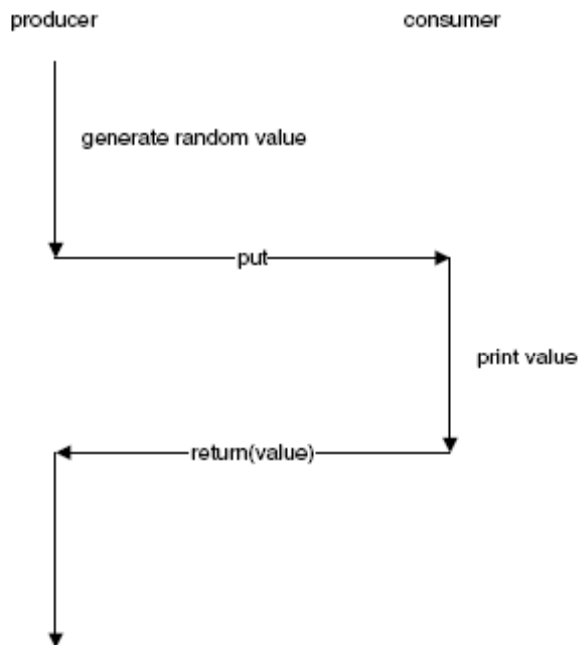 producer
consumer
generate random value
put
print value
return(value)